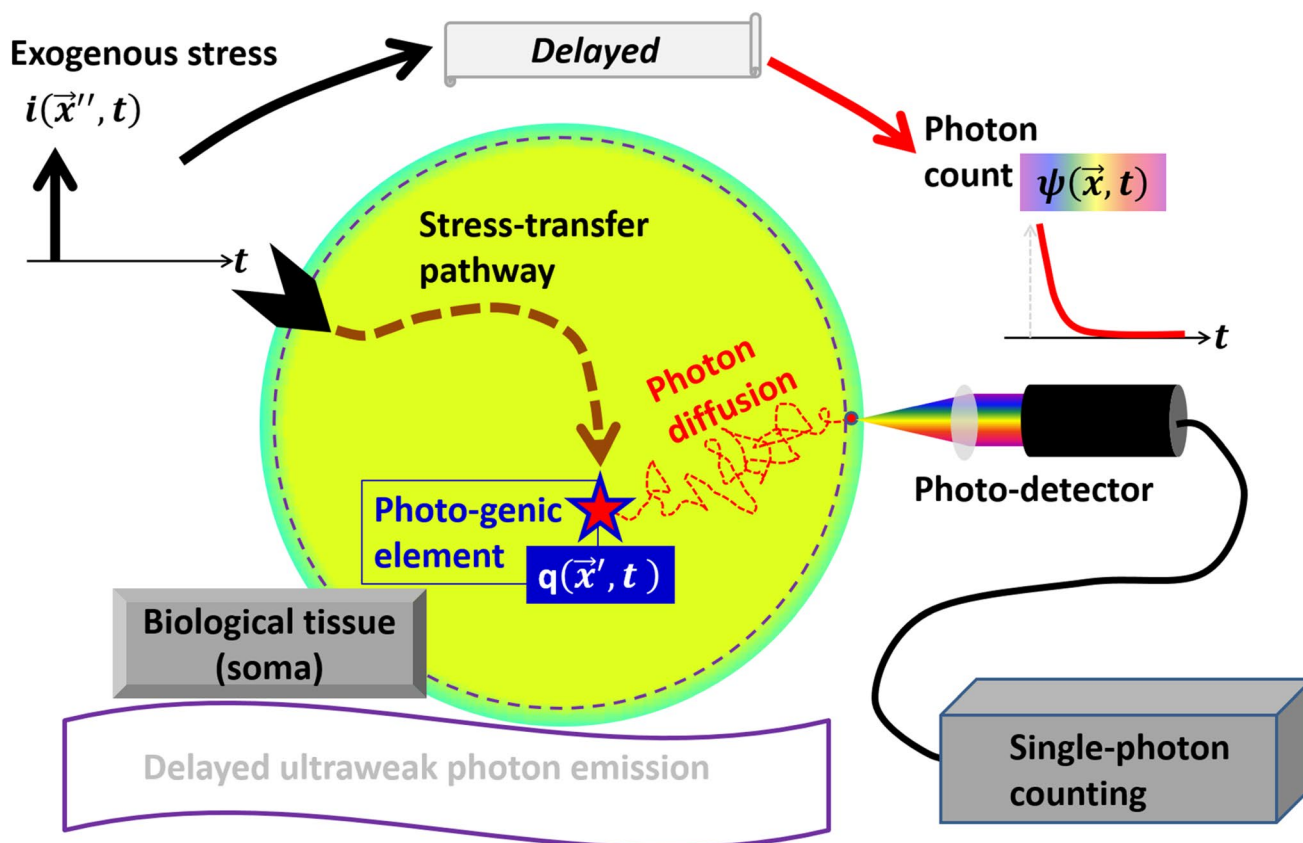 Exogenous stress
i(x⃗'', t)
t
Delayed
Photon
count
ψ(x⃗, t)
t
Stress-transfer
pathway
Photon
diffusion
Photo-genic
element
q(x⃗', t )
Photo-detector
Biological tissue
(soma)
Delayed ultraweak photon emission
Single-photon
counting